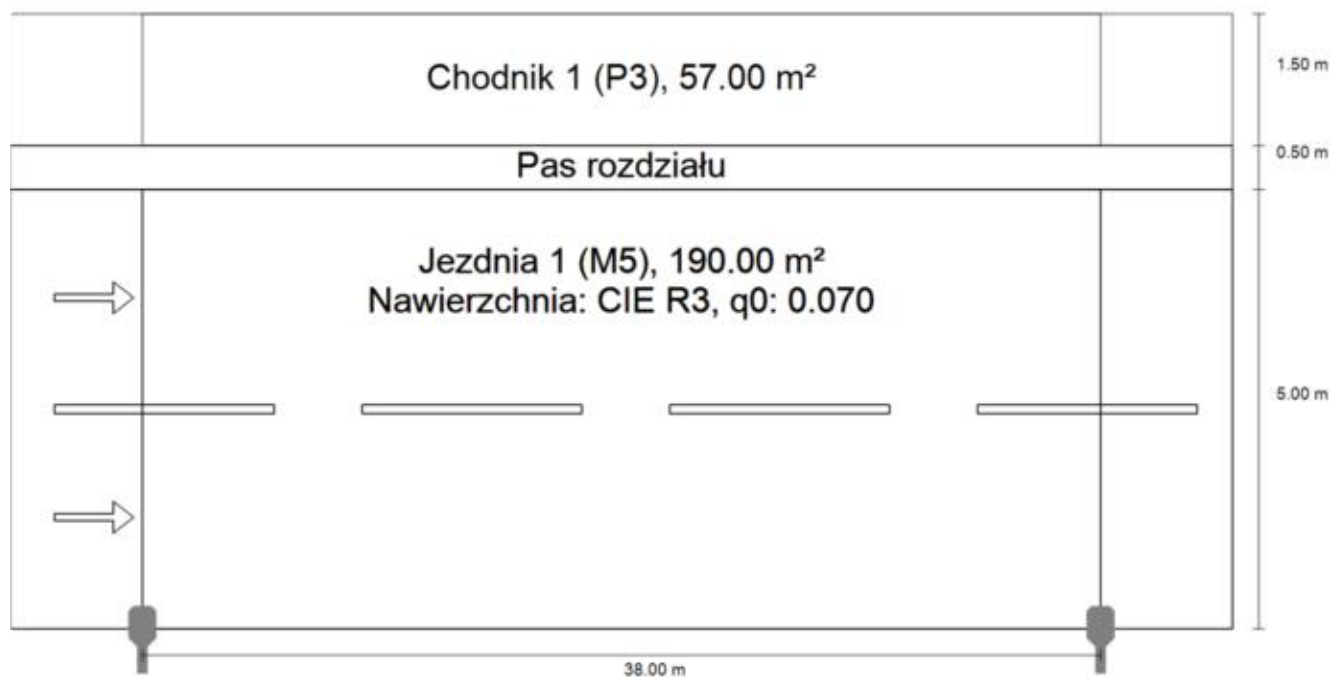 Chodnik 1 (P3), 57.00 m²
1.50 m
Pas rozdziału
0.50 m
Jezdnia 1 (M5), 190.00 m²
Nawierzchnia: CIE R3, q0: 0.070
5.00 m
38.00 m